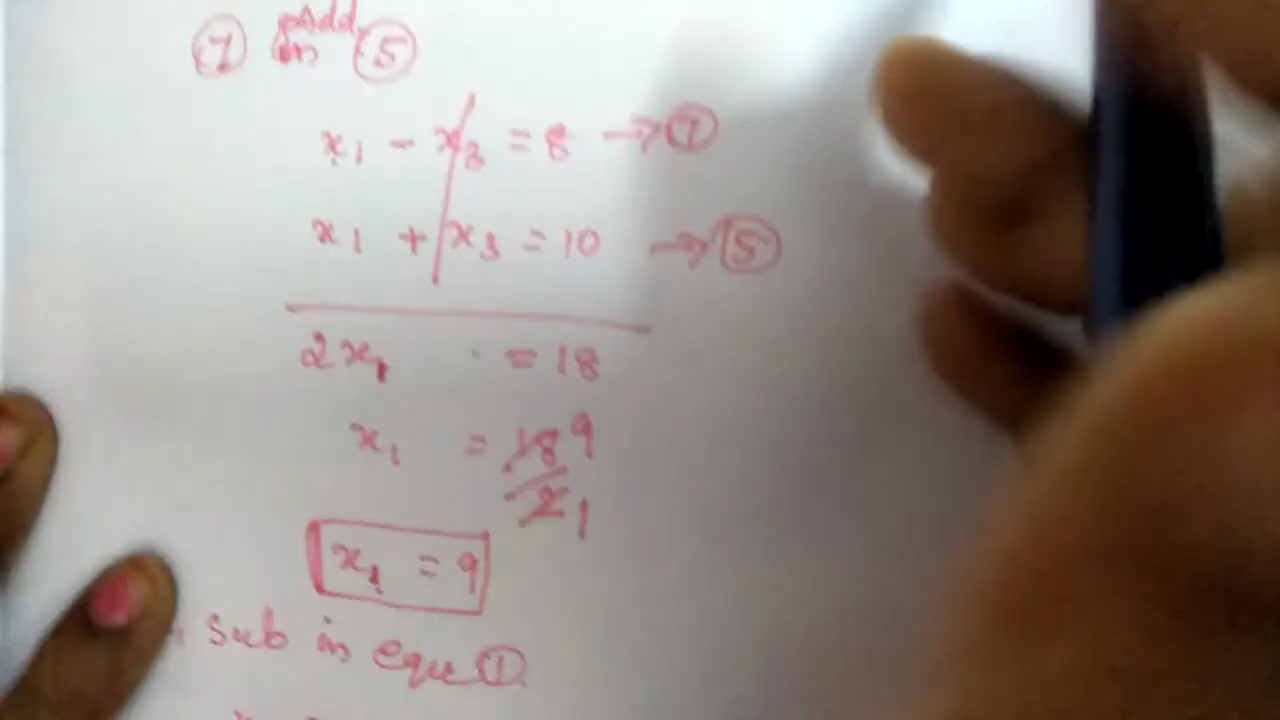 ⑦ add in ⑤
x₁ - x₃ = 8 → ⑦
x₁ + x₃ = 10 → ⑤
2x₁ = 18
x₁ = 18 9
2 1
x₁ = 9
sub in equ ①